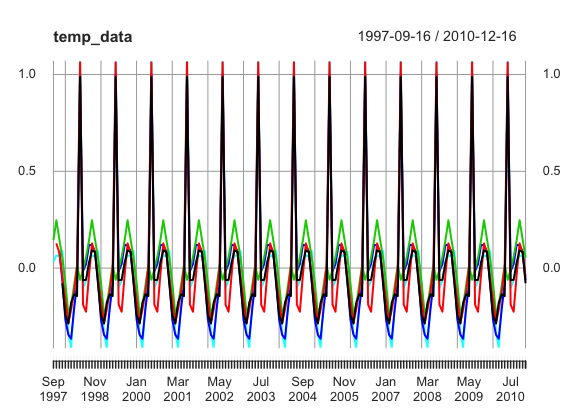 temp_data 1997-09-16 / 2010-12-16
1.0 1.0
0.5 0.5
0.0 0.0
Sep Nov Jan Mar May Jul Sep Nov Jan Mar May Jul
1997 1998 2000 2001 2002 2003 2004 2005 2007 2008 2009 2010